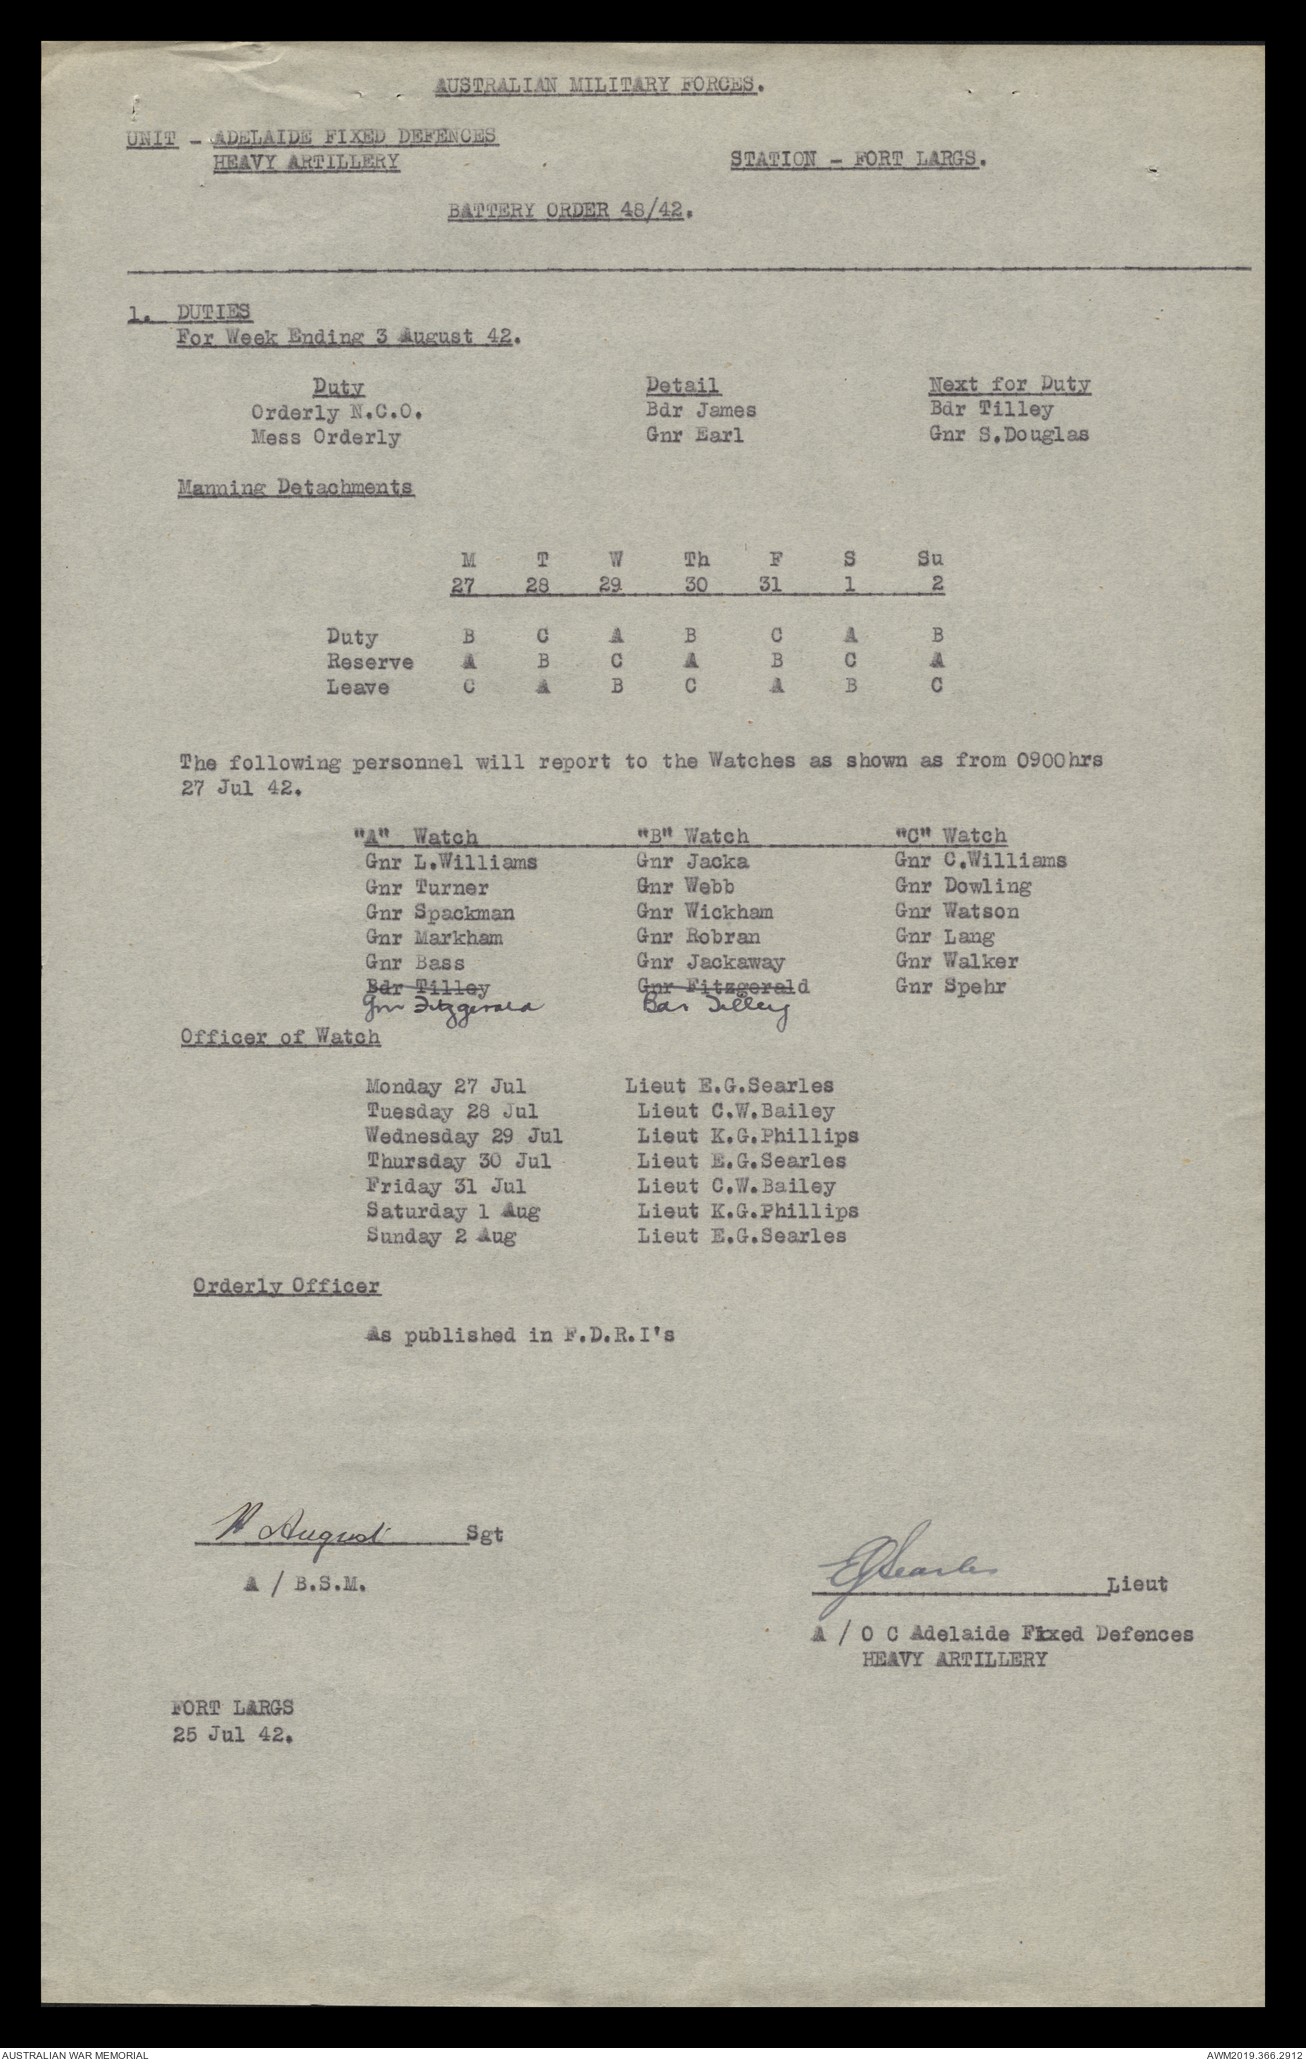 AUSTRALIAN MILITARY FORCES.
UNIT - ADELAIDE FIXED DEFENCES
HEAVY ARTILLERY
STATION - FORT LARGS.
BATTERY ORDER 48/42.
1. DUTIES
For Week Ending 3 August 42.
Duty Detail Next for Duty
Orderly N.C.O. Bdr James Bdr Tilley
Mess Orderly Gnr Earl Gnr S.Douglas
Manning Detachments
M T W Th F S Su
27 28 29 30 31 1 2
Duty B C A B C A B
Reserve A B C A B C A
Leave C A B C A B C
The following personnel will report to the Watches as shown as from 0900hrs
27 Jul 42.
"A" Watch "B" Watch "C" Watch
Gnr L.Williams Gnr Jacka Gnr C.Williams
Gnr Turner Gnr Webb Gnr Dowling
Gnr Spackman Gnr Wickham Gnr Watson
Gnr Markham Gnr Robran Gnr Lang
Gnr Bass Gnr Jackaway Gnr Walker
Bdr Tilley Gnr Fitzgerald Gnr Spehr
Gnr Fitzgerald Bdr Tilley
Officer of Watch
Monday 27 Jul Lieut E.G.Searles
Tuesday 28 Jul Lieut C.W.Bailey
Wednesday 29 Jul Lieut K.G.Phillips
Thursday 30 Jul Lieut E.G.Searles
Friday 31 Jul Lieut C.W.Bailey
Saturday 1 Aug Lieut K.G.Phillips
Sunday 2 Aug Lieut E.G.Searles
Orderly Officer
As published in F.D.R.I's
H August Sgt
A / B.S.M.
EGSearles Lieut
A / O C Adelaide Fixed Defences
HEAVY ARTILLERY
FORT LARGS
25 Jul 42.
AUSTRALIAN WAR MEMORIAL
AWM2019.366.2912